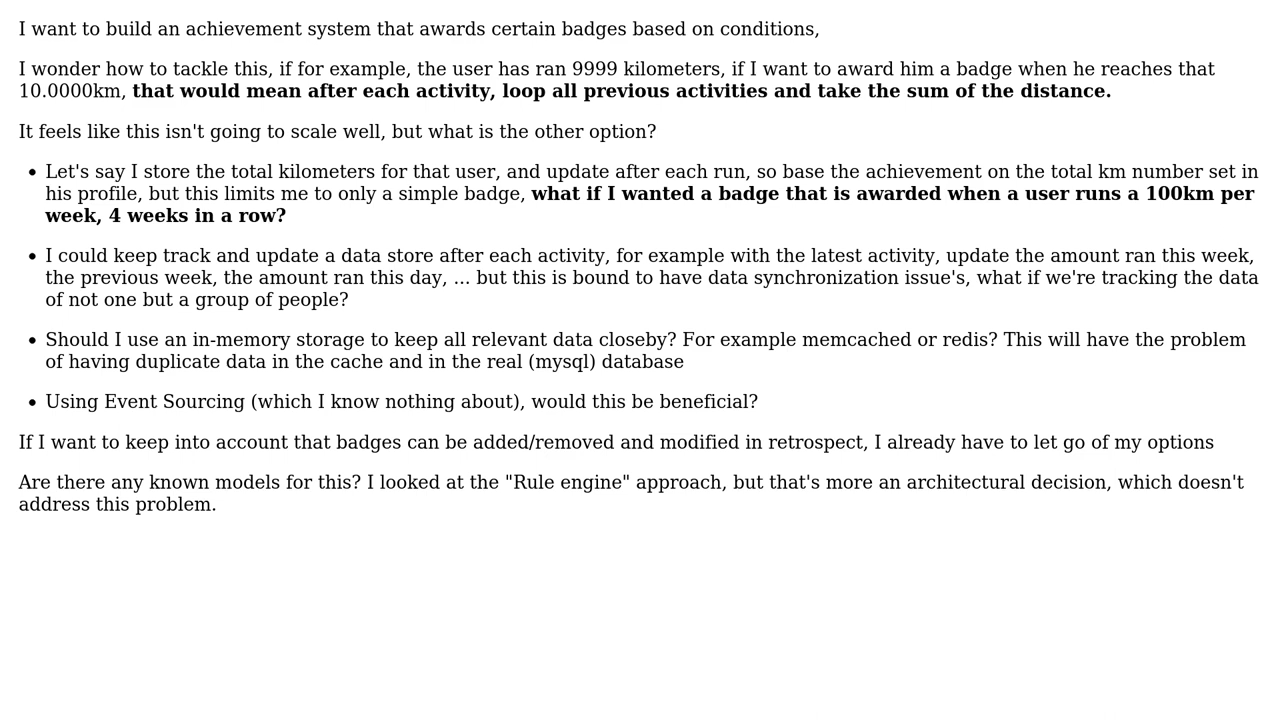 I want to build an achievement system that awards certain badges based on conditions,
I wonder how to tackle this, if for example, the user has ran 9999 kilometers, if I want to award him a badge when he reaches that
10.0000km, that would mean after each activity, loop all previous activities and take the sum of the distance.
It feels like this isn't going to scale well, but what is the other option?
• Let's say I store the total kilometers for that user, and update after each run, so base the achievement on the total km number set in
his profile, but this limits me to only a simple badge, what if I wanted a badge that is awarded when a user runs a 100km per
week, 4 weeks in a row?
• I could keep track and update a data store after each activity, for example with the latest activity, update the amount ran this week,
the previous week, the amount ran this day, ... but this is bound to have data synchronization issue's, what if we're tracking the data
of not one but a group of people?
• Should I use an in-memory storage to keep all relevant data closeby? For example memcached or redis? This will have the problem
of having duplicate data in the cache and in the real (mysql) database
• Using Event Sourcing (which I know nothing about), would this be beneficial?
If I want to keep into account that badges can be added/removed and modified in retrospect, I already have to let go of my options
Are there any known models for this? I looked at the "Rule engine" approach, but that's more an architectural decision, which doesn't
address this problem.